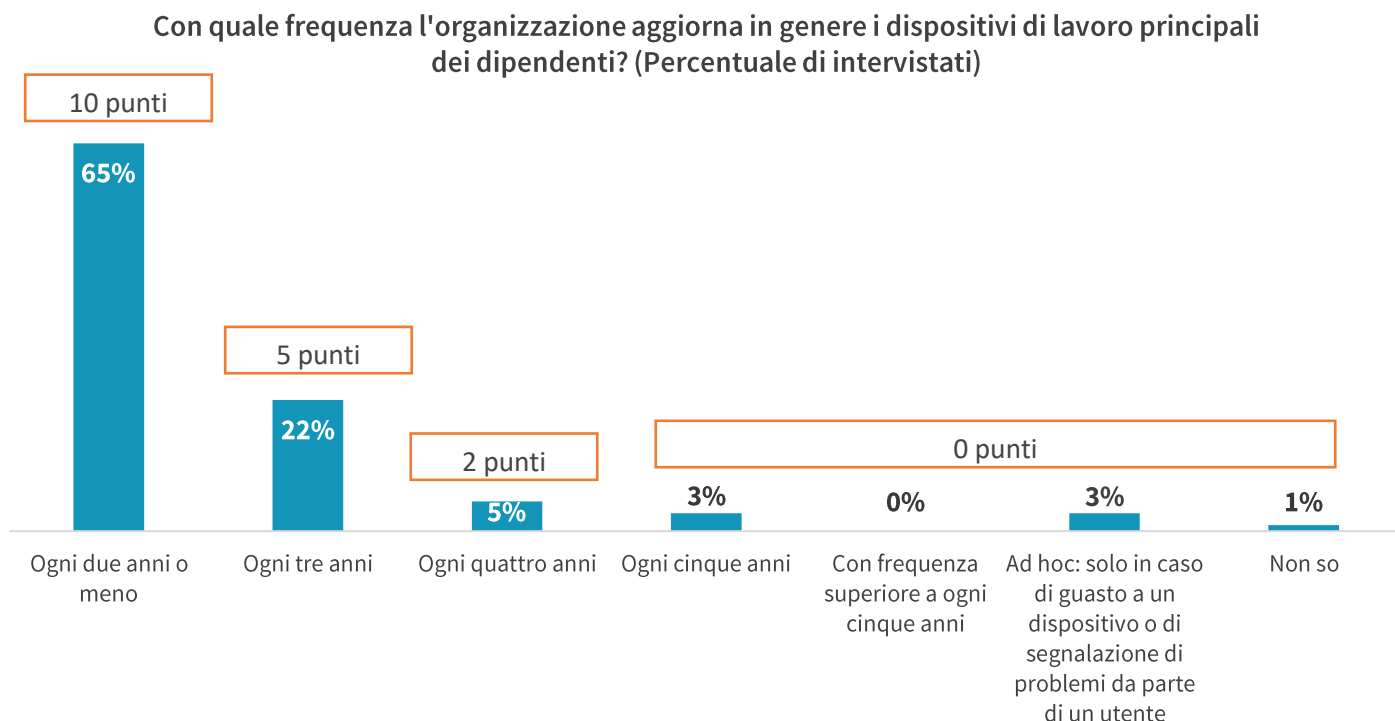 Con quale frequenza l'organizzazione aggiorna in genere i dispositivi di lavoro principali
dei dipendenti? (Percentuale di intervistati)
10 punti
65%
5 punti
22%
2 punti
5%
0 punti
3%
0%
3%
1%
Ogni due anni o
meno
Ogni tre anni
Ogni quattro anni
Ogni cinque anni
Con frequenza
superiore a ogni
cinque anni
Ad hoc: solo in caso
di guasto a un
dispositivo o di
segnalazione di
problemi da parte
di un utente
Non so